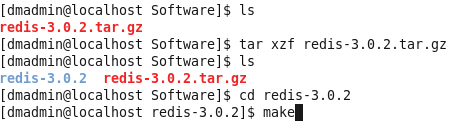 [dmadmin@localhost Software]$ ls
redis-3.0.2.tar.gz
[dmadmin@localhost Software]$ tar xzf redis-3.0.2.tar.gz
[dmadmin@localhost Software]$ ls
redis-3.0.2  redis-3.0.2.tar.gz
[dmadmin@localhost Software]$ cd redis-3.0.2
[dmadmin@localhost redis-3.0.2]$ make